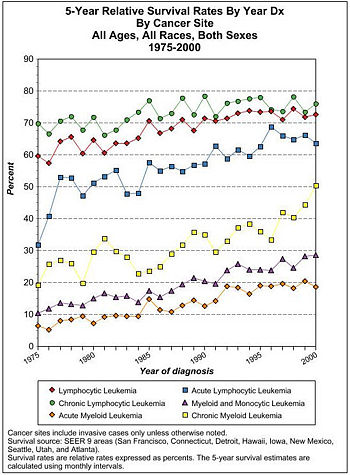 5-Year Relative Survival Rates By Year Dx
By Cancer Site
All Ages, All Races, Both Sexes
1975-2000
90
80
70
60
50
40
30
20
10
0
Percent
1975
1980
1985
1990
1995
2000
Year of diagnosis
Lymphocytic Leukemia
Acute Lymphocytic Leukemia
Chronic Lymphocytic Leukemia
Myeloid and Monocytic Leukemia
Acute Myeloid Leukemia
Chronic Myeloid Leukemia
Cancer sites include invasive cases only unless otherwise noted.
Survival source: SEER 9 areas (San Francisco, Connecticut, Detroit, Hawaii, Iowa, New Mexico,
Seattle, Utah, and Atlanta).
Survival rates are relative rates expressed as percents. The 5-year survival estimates are
calculated using monthly intervals.